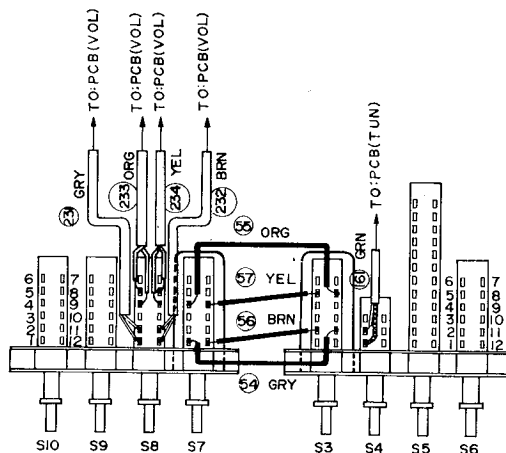 TO:PCB(VOL)
TO:PCB(VOL)
TO:PCB(VOL)
TO:PCB(VOL)
TO:PCB(TUN)
231 GRY
233 ORG
234 YEL
232 BRN
55 ORG
57 YEL
56 BRN
54 GRY
161 GRN
6 7
5 8
4 9
3 10
2 11
1 12
6 7
5 8
4 9
3 10
2 11
1 12
S10 S9 S8 S7 S3 S4 S5 S6